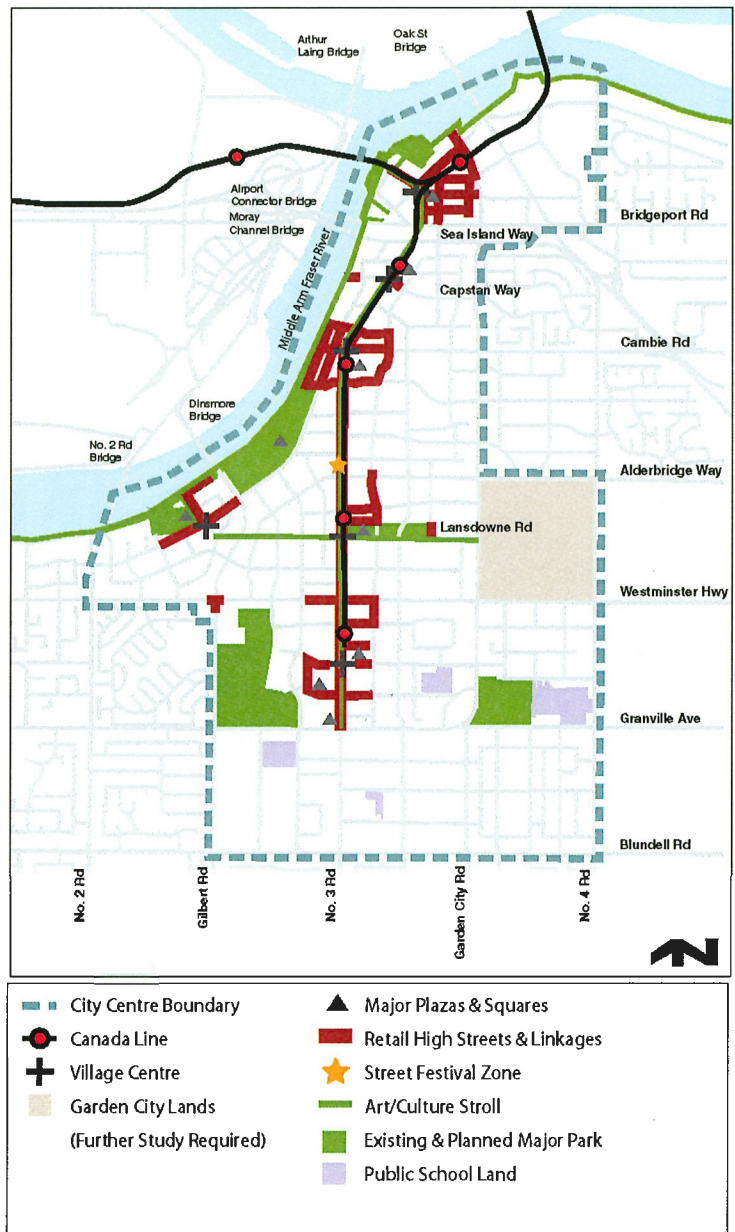 Arthur
Laing Bridge
Oak St
Bridge
Airport
Connector Bridge
Moray
Channel Bridge
Bridgeport Rd
Sea Island Way
Middle Arm Fraser River
Capstan Way
Cambie Rd
Dinsmore
Bridge
No. 2 Rd
Bridge
Alderbridge Way
Lansdowne Rd
Westminster Hwy
Granville Ave
Blundell Rd
No. 2 Rd
Gilbert Rd
No. 3 Rd
Garden City Rd
No. 4 Rd
N
City Centre Boundary
Canada Line
Village Centre
Garden City Lands
(Further Study Required)
Major Plazas & Squares
Retail High Streets & Linkages
Street Festival Zone
Art/Culture Stroll
Existing & Planned Major Park
Public School Land